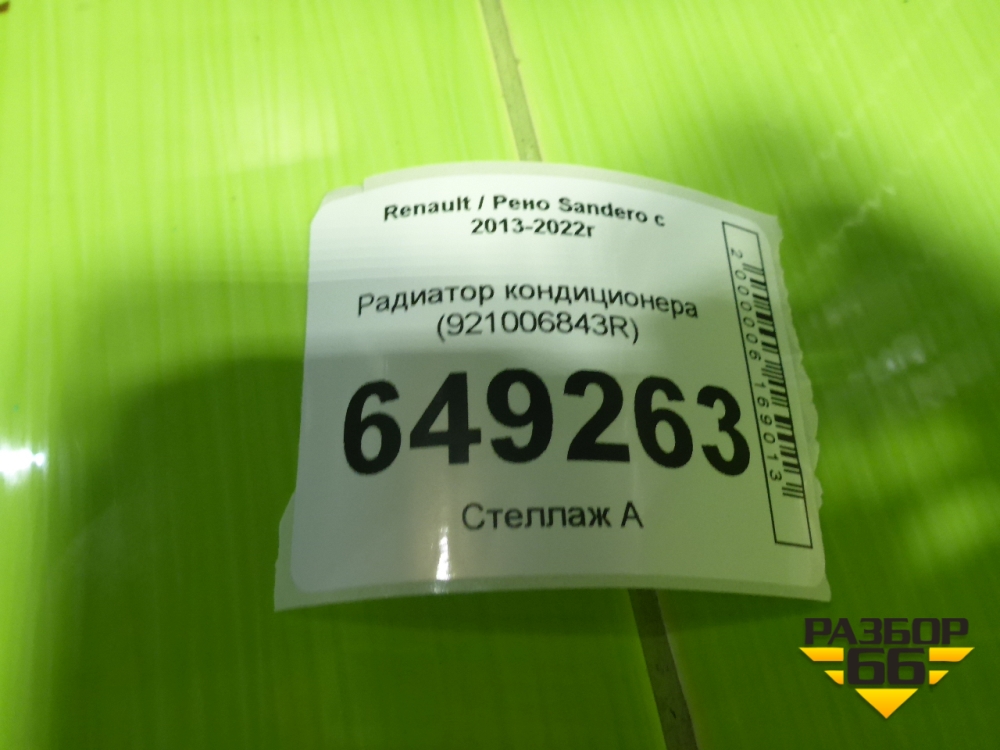 Renault / Рено Sandero с
2013-2022г
Радиатор кондиционера
(921006843R)
649263
Стеллаж А
2000006169013
РАЗБОР
66